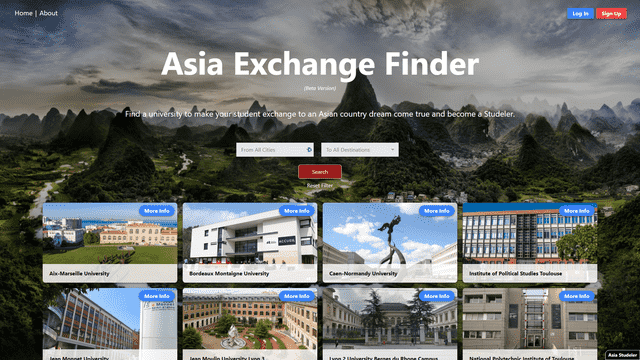 Home | About
Log In
Sign Up
Asia Exchange Finder
(Beta Version)
Find a university to make your student exchange to an Asian country dream come true and become a Studeler.
From All Cities
To All Destinations
Search
Reset Filter
More Info
More Info
More Info
More Info
Aix-Marseille University
Bordeaux Montaigne University
Caen-Normandy University
Institute of Political Studies Toulouse
More Info
More Info
More Info
More Info
Jean Monnet University
Jean Moulin University Lyon 3
Lyon 2 University Berges du Rhone Campus
National Polytechnic Institute of Toulouse
Asia Studeler